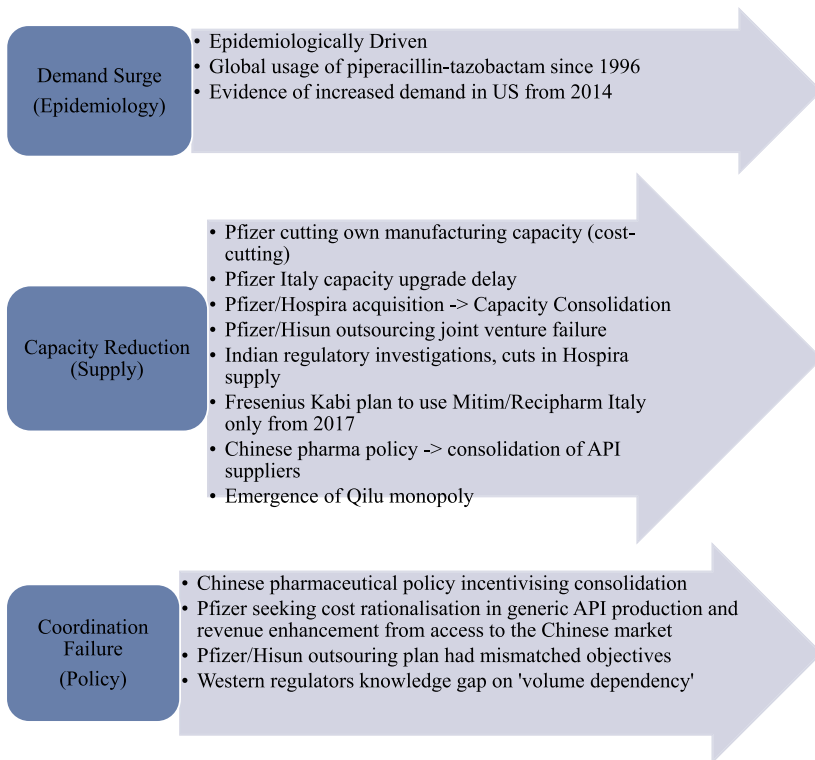 Demand Surge
(Epidemiology)
• Epidemiologically Driven
• Global usage of piperacillin-tazobactam since 1996
• Evidence of increased demand in US from 2014
Capacity Reduction
(Supply)
• Pfizer cutting own manufacturing capacity (cost-
cutting)
• Pfizer Italy capacity upgrade delay
• Pfizer/Hospira acquisition -> Capacity Consolidation
• Pfizer/Hisun outsourcing joint venture failure
• Indian regulatory investigations, cuts in Hospira
supply
• Fresenius Kabi plan to use Mitim/Recipharm Italy
only from 2017
• Chinese pharma policy -> consolidation of API
suppliers
• Emergence of Qilu monopoly
Coordination
Failure
(Policy)
• Chinese pharmaceutical policy incentivising consolidation
• Pfizer seeking cost rationalisation in generic API production and
revenue enhancement from access to the Chinese market
• Pfizer/Hisun outsouring plan had mismatched objectives
• Western regulators knowledge gap on 'volume dependency'